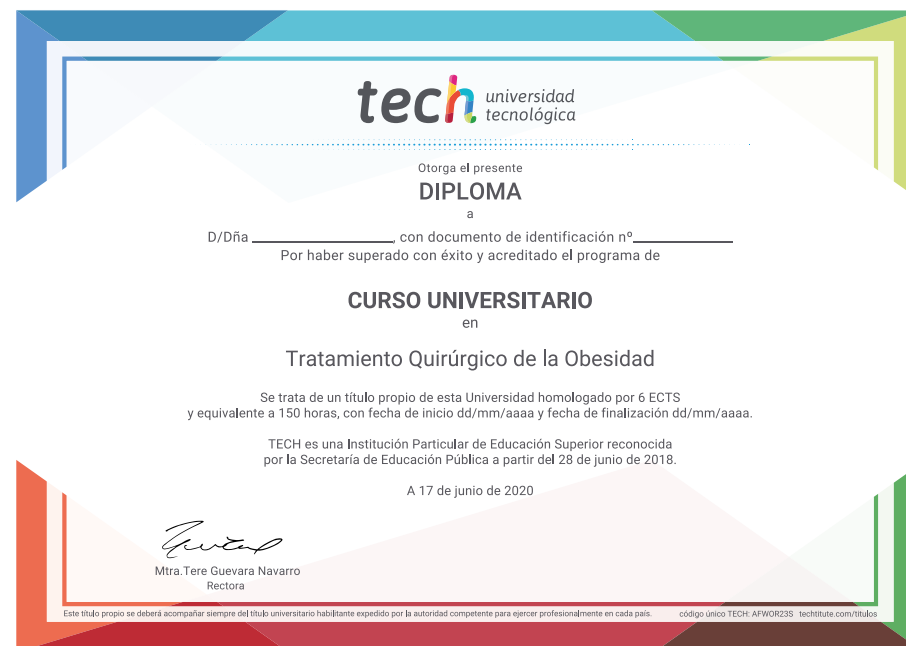 tech universidad
tecnológica
Otorga el presente
DIPLOMA
a
D/Dña ____________________, con documento de identificación nº______________
Por haber superado con éxito y acreditado el programa de
CURSO UNIVERSITARIO
en
Tratamiento Quirúrgico de la Obesidad
Se trata de un título propio de esta Universidad homologado por 6 ECTS
y equivalente a 150 horas, con fecha de inicio dd/mm/aaaa y fecha de finalización dd/mm/aaaa.
TECH es una Institución Particular de Educación Superior reconocida
por la Secretaría de Educación Pública a partir del 28 de junio de 2018.
A 17 de junio de 2020
Mtra.Tere Guevara Navarro
Rectora
Este título propio se deberá acompañar siempre del título universitario habilitante expedido por la autoridad competente para ejercer profesionalmente en cada país. código único TECH: AFWOR23S techtitute.com/titulos